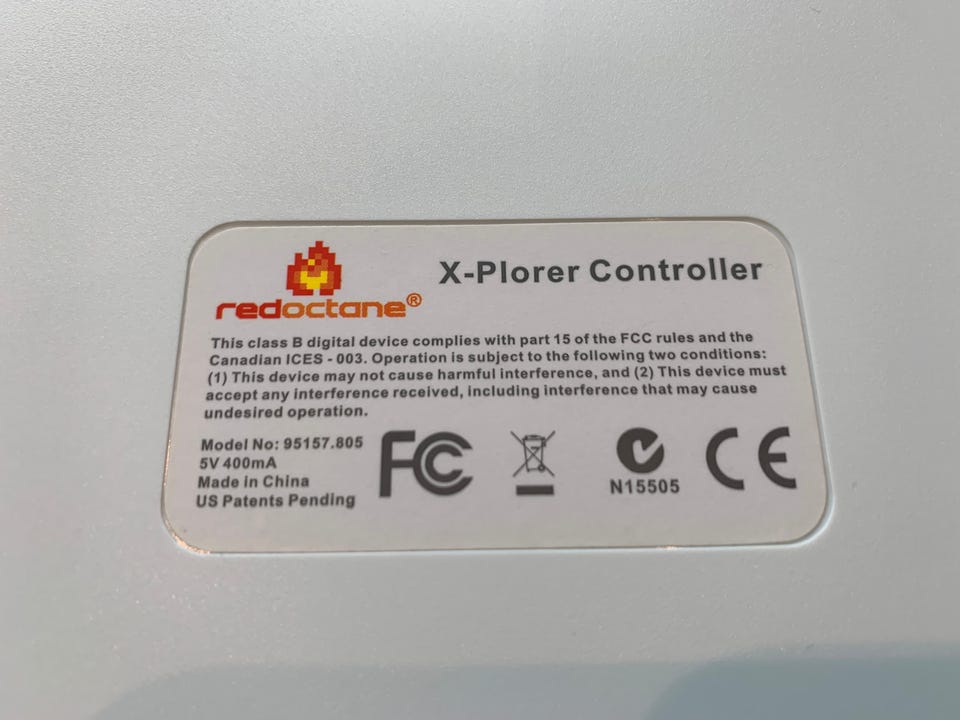 redoctane®
X-Plorer Controller
This class B digital device complies with part 15 of the FCC rules and the
Canadian ICES - 003. Operation is subject to the following two conditions:
(1) This device may not cause harmful interference, and (2) This device must
accept any interference received, including interference that may cause
undesired operation.
Model No: 95157.805
5V 400mA
Made in China
US Patents Pending
FC
N15505
CE